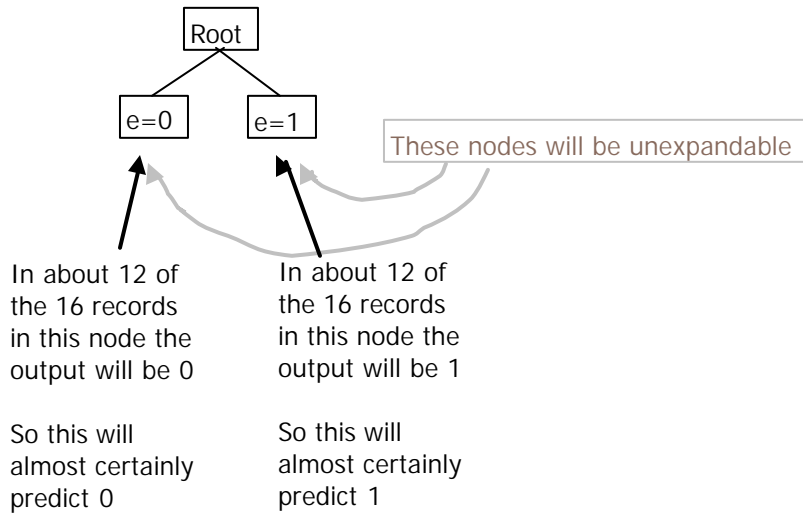 Root
e=0
e=1
These nodes will be unexpandable
In about 12 of
the 16 records
in this node the
output will be 0
So this will
almost certainly
predict 0
In about 12 of
the 16 records
in this node the
output will be 1
So this will
almost certainly
predict 1